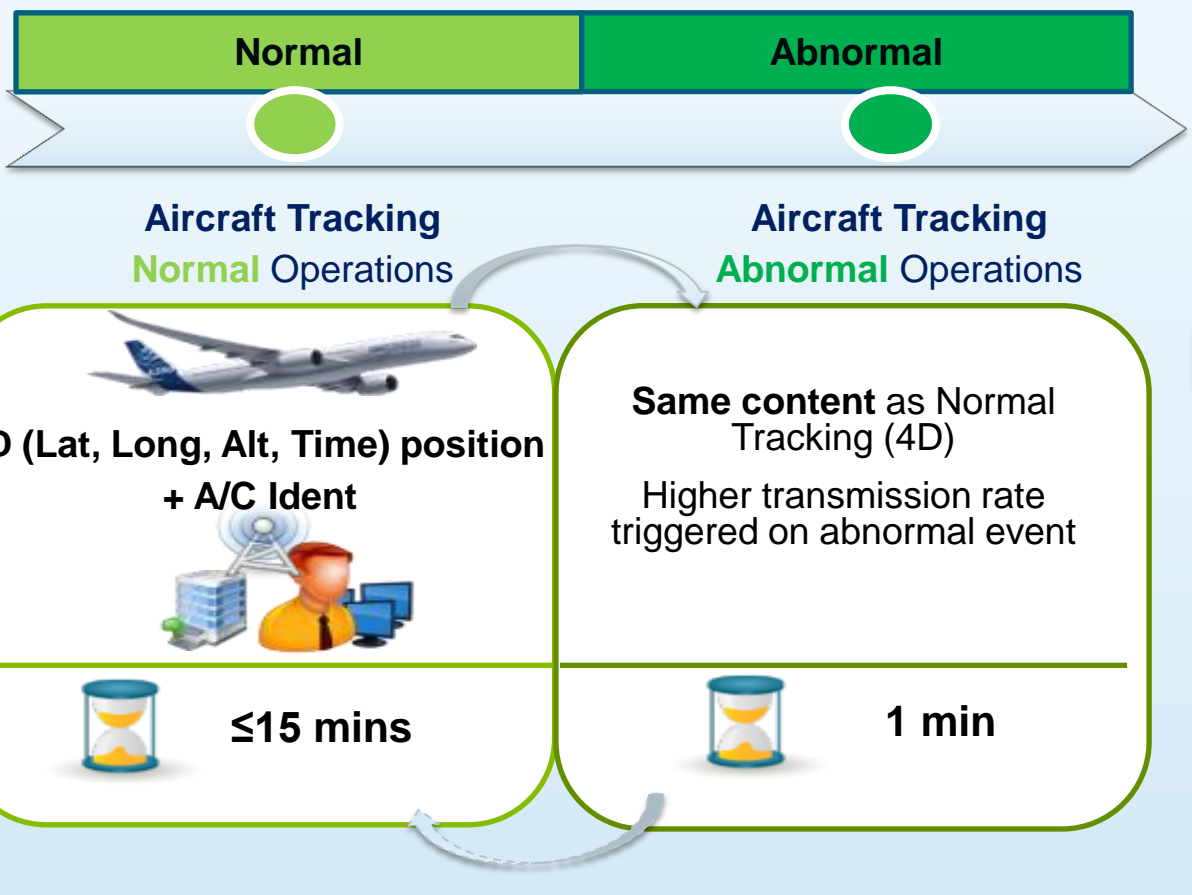 Normal
Abnormal
Aircraft Tracking
Normal Operations
Aircraft Tracking
Abnormal Operations
(Lat, Long, Alt, Time) position
+ A/C Ident
Same content as Normal
Tracking (4D)
Higher transmission rate
triggered on abnormal event
≤15 mins
1 min